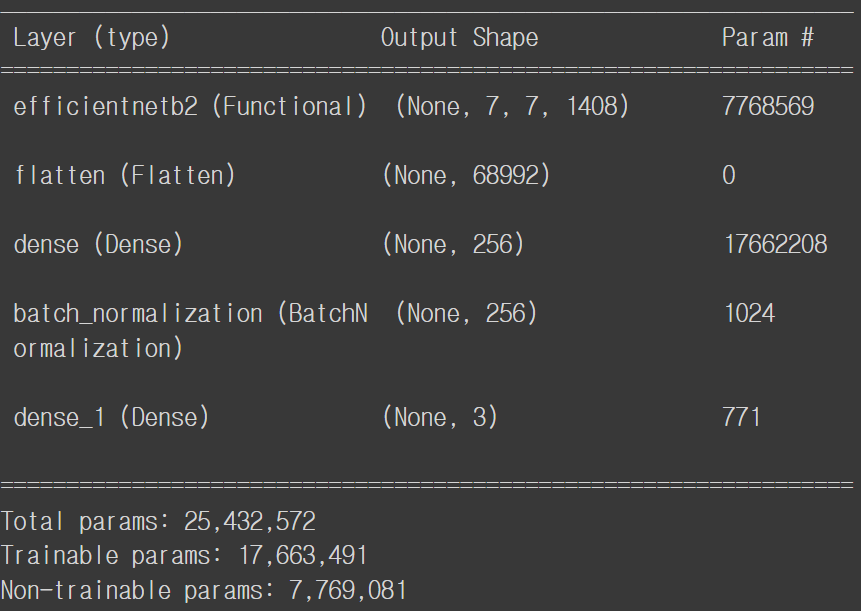 Layer (type) Output Shape Param #
=================================================================
efficientnetb2 (Functional) (None, 7, 7, 1408) 7768569
flatten (Flatten) (None, 68992) 0
dense (Dense) (None, 256) 17662208
batch_normalization (BatchN (None, 256) 1024
ormalization)
dense_1 (Dense) (None, 3) 771
=================================================================
Total params: 25,432,572
Trainable params: 17,663,491
Non-trainable params: 7,769,081